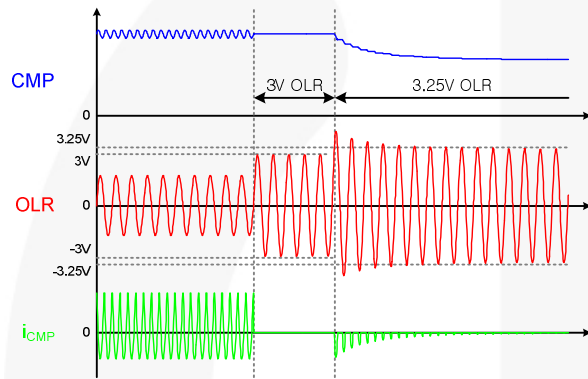 CMP
3V OLR
3.25V OLR
0
3.25V
3V
OLR
0
-3V
-3.25V
iCMP
0